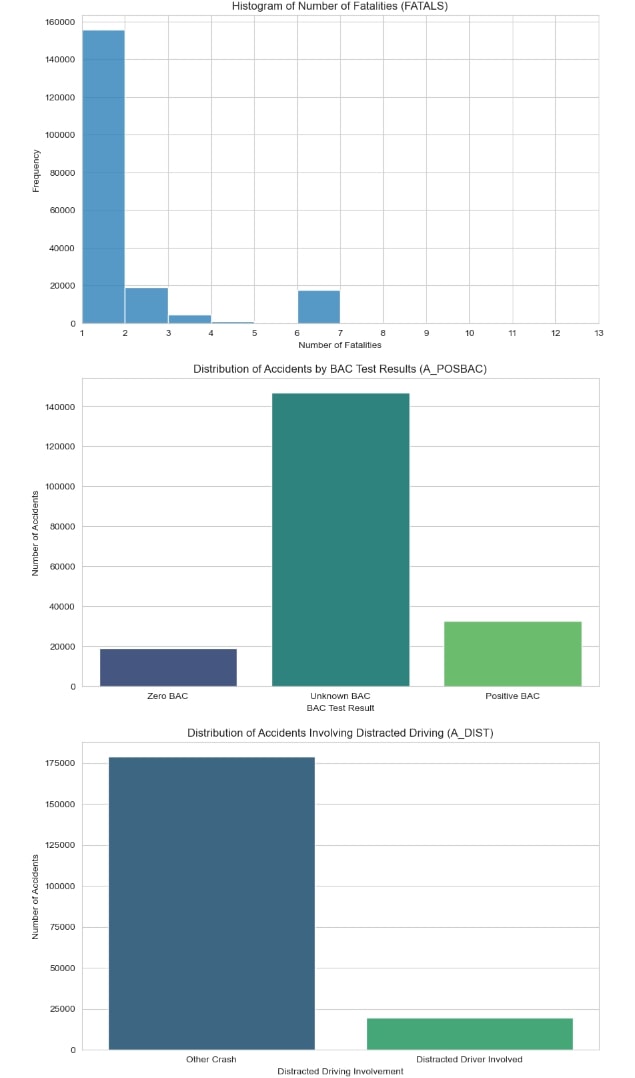 Histogram of Number of Fatalities (FATALS)
160000
140000
120000
100000
80000
60000
40000
20000
0
Frequency
1 2 3 4 5 6 7 8 9 10 11 12 13
Number of Fatalities
Distribution of Accidents by BAC Test Results (A_POSBAC)
140000
120000
100000
80000
60000
40000
20000
0
Number of Accidents
Zero BAC Unknown BAC Positive BAC
BAC Test Result
Distribution of Accidents Involving Distracted Driving (A_DIST)
175000
150000
125000
100000
75000
50000
25000
0
Number of Accidents
Other Crash Distracted Driver Involved
Distracted Driving Involvement